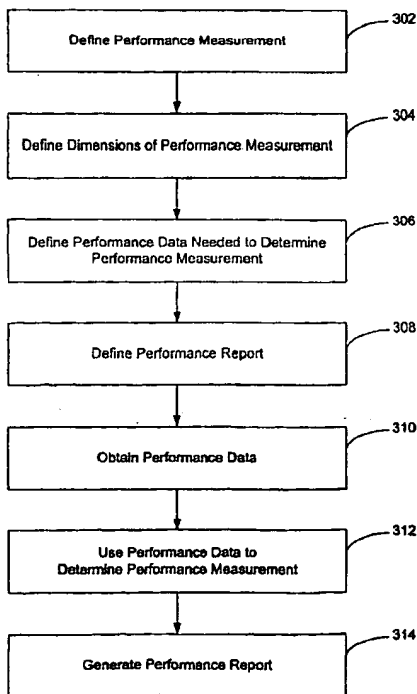 302
Define Performance Measurement
304
Define Dimensions of Performance Measurement
306
Define Performance Data Needed to Determine
Performance Measurement
308
Define Performance Report
310
Obtain Performance Data
312
Use Performance Data to
Determine Performance Measurement
314
Generate Performance Report